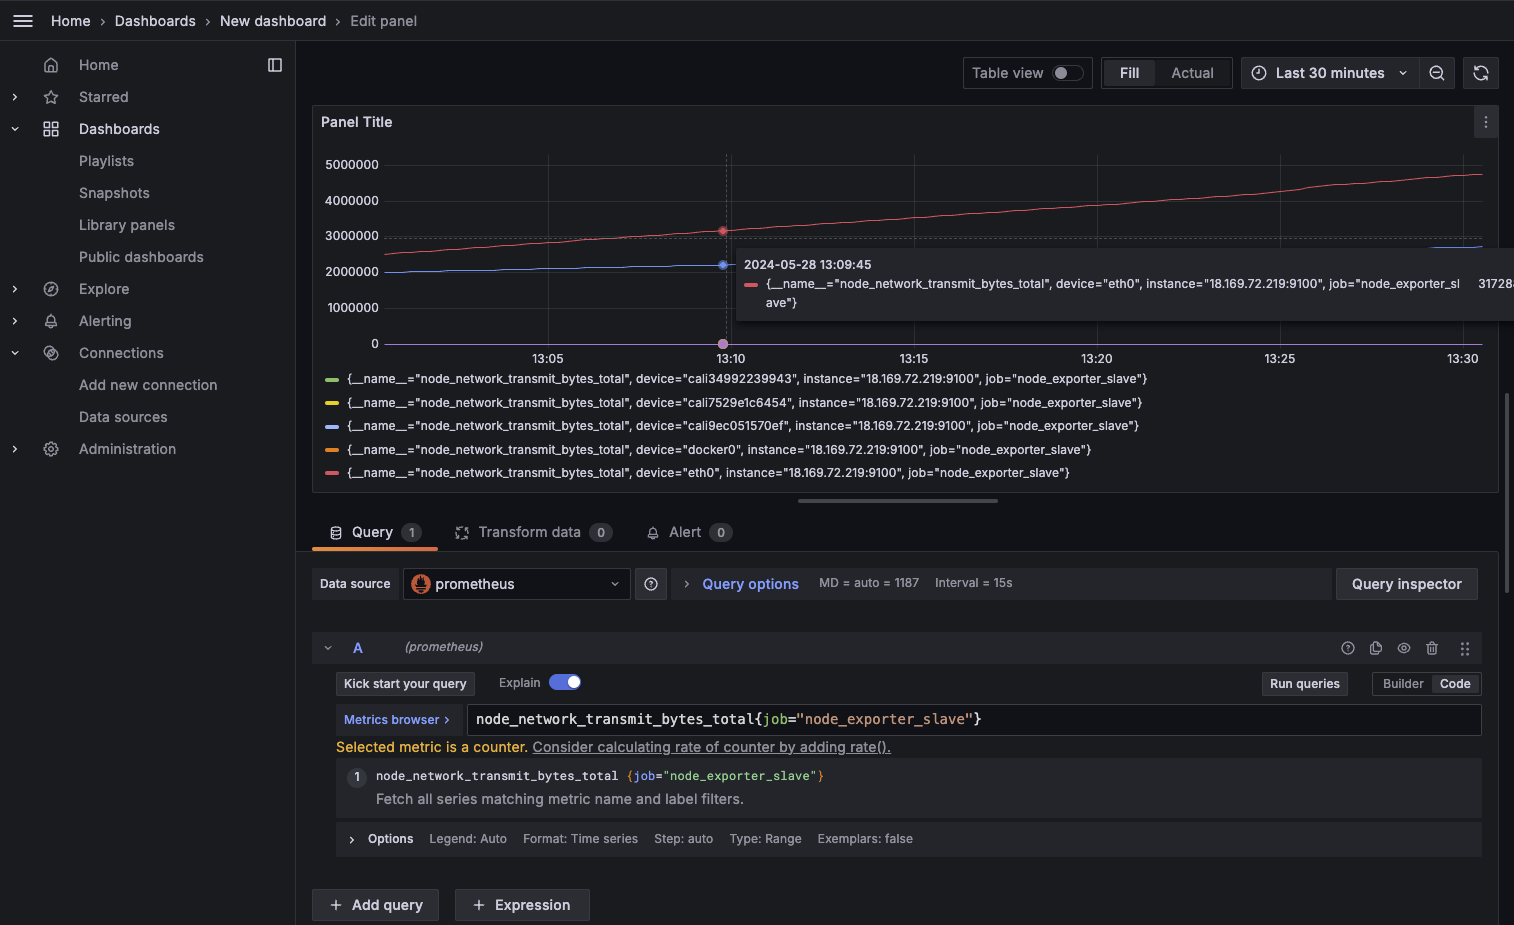 Home › Dashboards › New dashboard › Edit panel
Home
Starred
Dashboards
Playlists
Snapshots
Library panels
Public dashboards
Explore
Alerting
Connections
Add new connection
Data sources
Administration
Table view Fill Actual Last 30 minutes
Panel Title
5000000
4000000
3000000
2000000
1000000
0
13:05 13:10 13:15 13:20 13:25 13:30
2024-05-28 13:09:45
{__name__="node_network_transmit_bytes_total", device="eth0", instance="18.169.72.219:9100", job="node_exporter_sl
ave"}
{__name__="node_network_transmit_bytes_total", device="cali34992239943", instance="18.169.72.219:9100", job="node_exporter_slave"}
{__name__="node_network_transmit_bytes_total", device="cali7529e1c6454", instance="18.169.72.219:9100", job="node_exporter_slave"}
{__name__="node_network_transmit_bytes_total", device="cali9ec051570ef", instance="18.169.72.219:9100", job="node_exporter_slave"}
{__name__="node_network_transmit_bytes_total", device="docker0", instance="18.169.72.219:9100", job="node_exporter_slave"}
{__name__="node_network_transmit_bytes_total", device="eth0", instance="18.169.72.219:9100", job="node_exporter_slave"}
Query 1 Transform data 0 Alert 0
Data source prometheus Query options MD = auto = 1187 Interval = 15s Query inspector
A (prometheus)
Kick start your query Explain Run queries Builder Code
Metrics browser › node_network_transmit_bytes_total{job="node_exporter_slave"}
Selected metric is a counter. Consider calculating rate of counter by adding rate().
1 node_network_transmit_bytes_total {job="node_exporter_slave"}
Fetch all series matching metric name and label filters.
Options Legend: Auto Format: Time series Step: auto Type: Range Exemplars: false
+ Add query + Expression